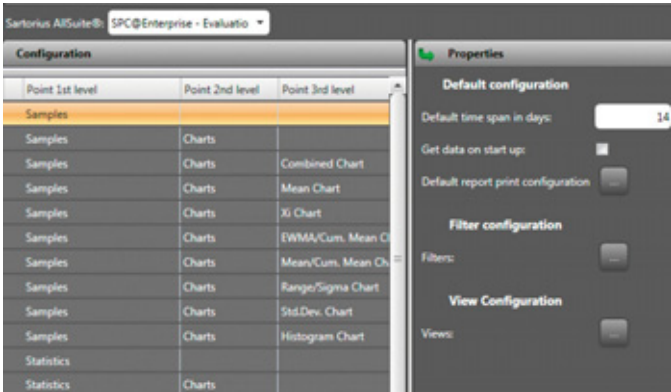 Sartorius AllSuite®: SPC@Enterprise - Evaluatio
Configuration
Point 1st level Point 2nd level Point 3rd level
Samples
Samples Charts
Samples Charts Combined Chart
Samples Charts Mean Chart
Samples Charts Xi Chart
Samples Charts EWMA/Cum. Mean Cl
Samples Charts Mean/Cum. Mean Ch
Samples Charts Range/Sigma Chart
Samples Charts Std.Dev. Chart
Samples Charts Histogram Chart
Statistics
Statistics Charts
Properties
Default configuration
Default time span in days: 14
Get data on start up:
Default report print configuration ...
Filter configuration
Filters: ...
View Configuration
Views: ...